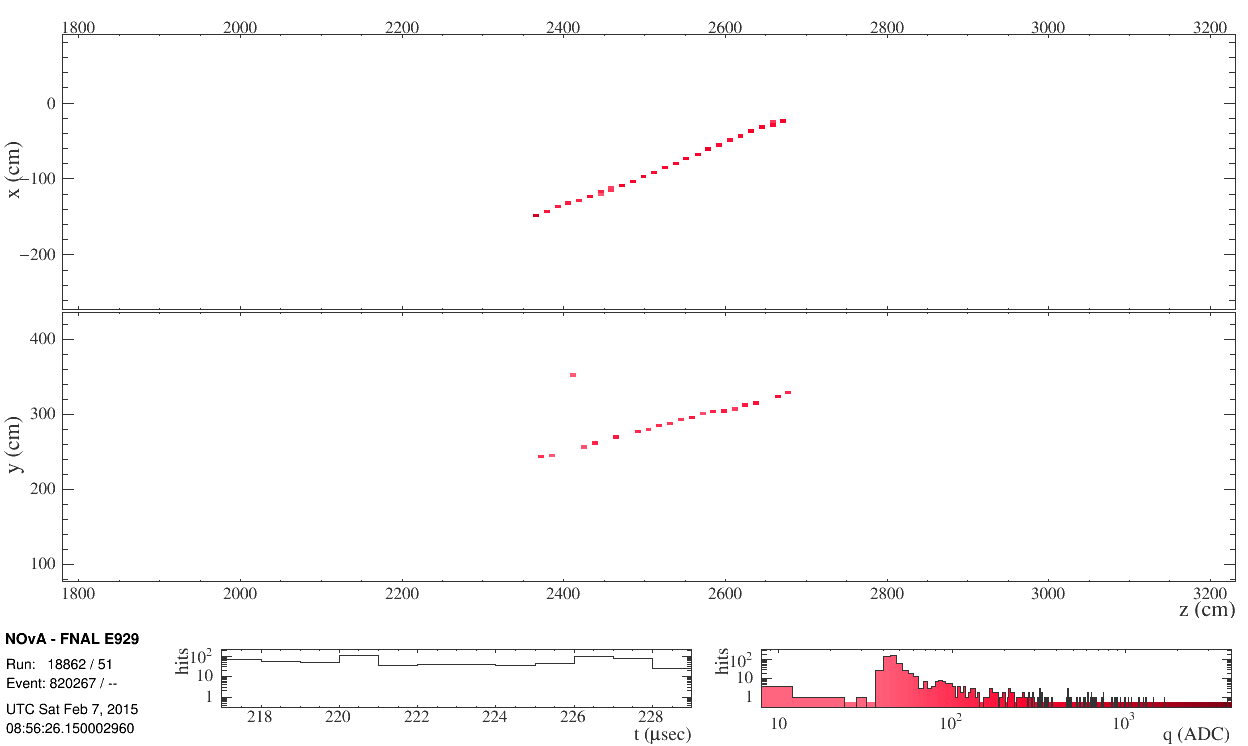 1800 2000 2200 2400 2600 2800 3000 3200
0
−100
−200
x (cm)
400
300
200
100
y (cm)
1800 2000 2200 2400 2600 2800 3000 3200
z (cm)
NOvA - FNAL E929
Run: 18862 / 51
Event: 820267 / --
UTC Sat Feb 7, 2015
08:56:26.150002960
hits
10²
10
1
218 220 222 224 226 228
t (μsec)
hits
10²
10
1
10 10² 10³
q (ADC)